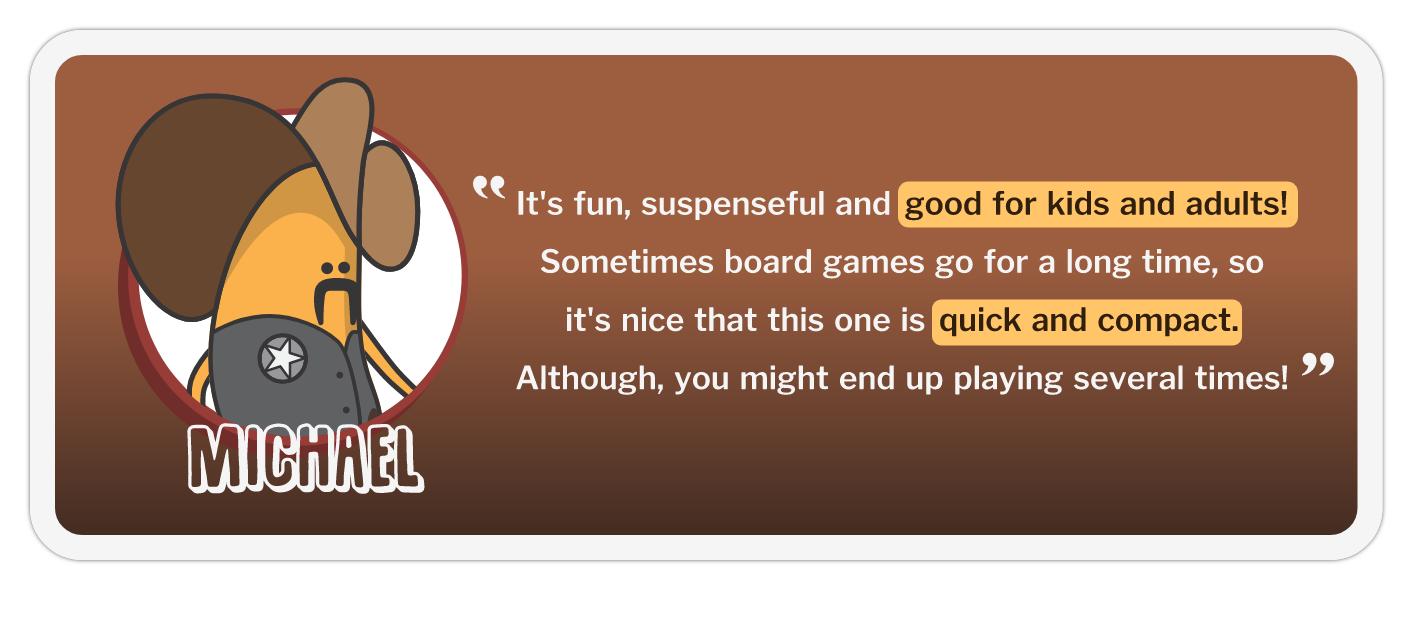 ❞ It's fun, suspenseful and good for kids and adults!
Sometimes board games go for a long time, so
it's nice that this one is quick and compact.
Although, you might end up playing several times! ❞
MICHAEL